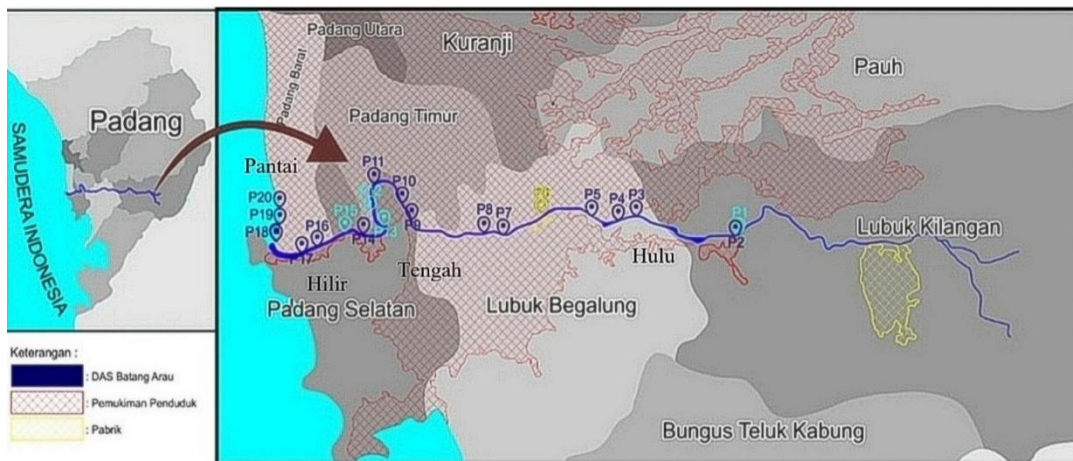 SAMUDERA INDONESIA
Padang
Keterangan :
: DAS Batang Arau
: Pemukiman Penduduk
: Pabrik
Padang Utara
Kuranji
Pauh
Padang Barat
Padang Timur
Pantai
P11
P10
P20
P19
P18
P16
P15
P14
P9
P8
P7
P5
P4
P3
P1
P2
P17
Lubuk Kilangan
Hilir
Tengah
Hulu
Padang Selatan
Lubuk Begalung
Bungus Teluk Kabung